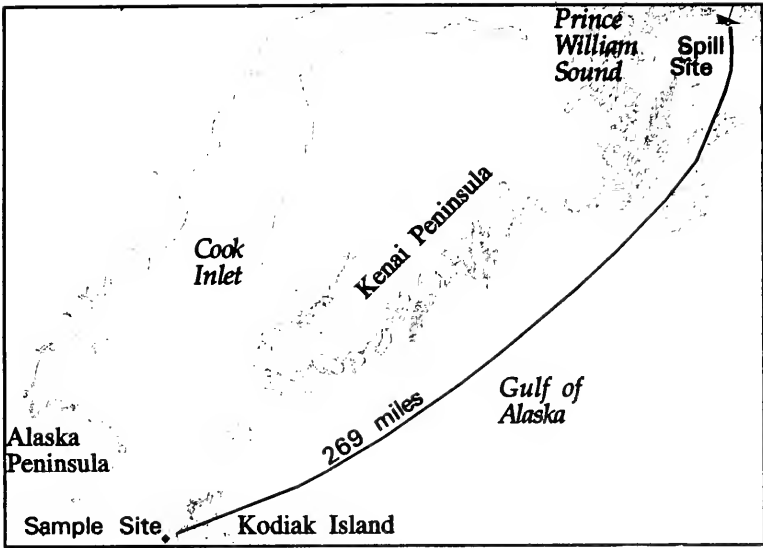 Prince
William
Sound
Spill
Site
Kenai Peninsula
Cook
Inlet
Gulf of
Alaska
269 miles
Alaska
Peninsula
Sample Site
Kodiak Island